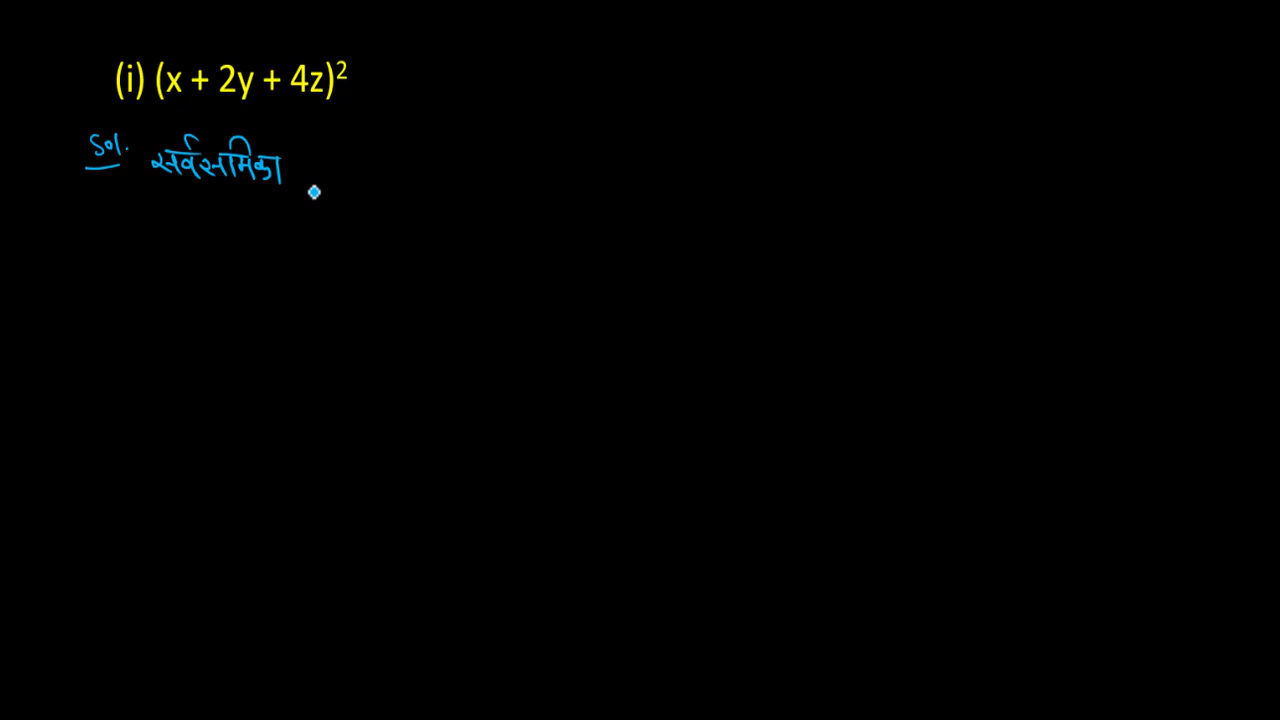 (i) (x + 2y + 4z)²
Sol. सर्वसमिका